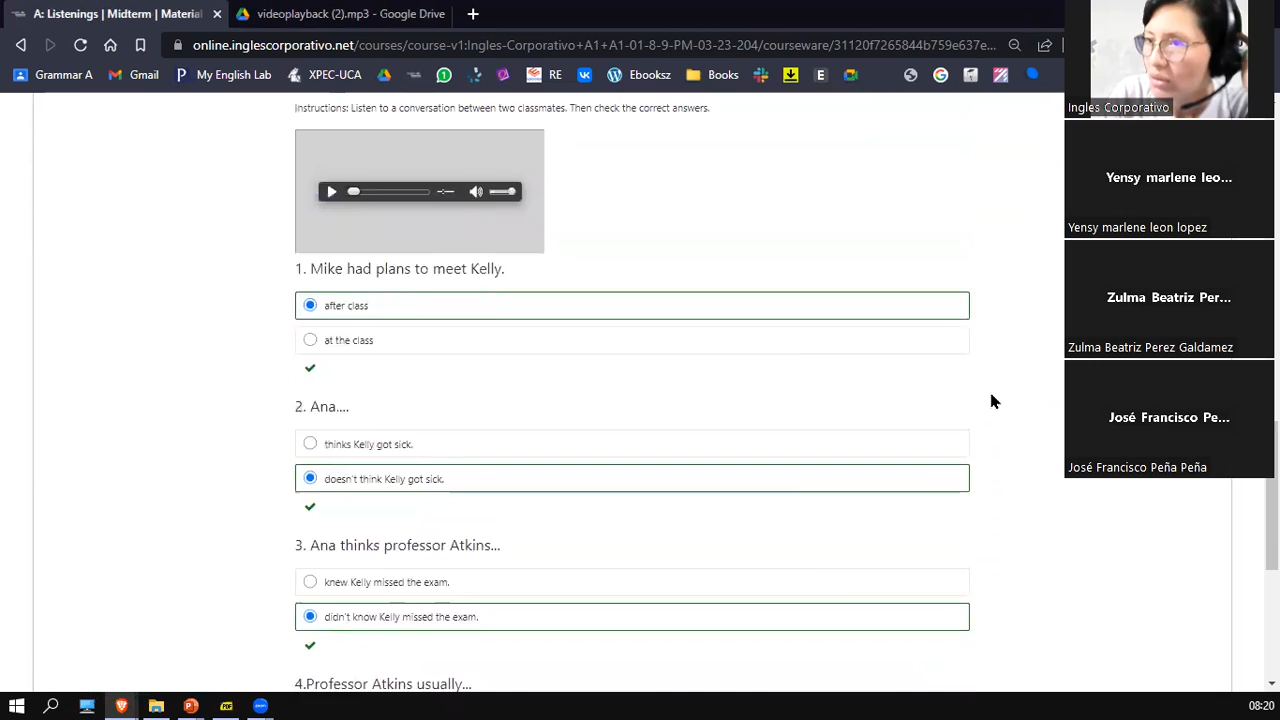 A: Listenings | Midterm | Material
videoplayback (2).mp3 - Google Drive
online.inglescorporativo.net/courses/course-v1:Ingles-Corporativo+A1+A1-01-8-9-PM-03-23-204/courseware/31120f7265844b759e637e...
Grammar A
Gmail
My English Lab
XPEC-UCA
RE
WordPress
Ebooksz
Books
Instructions: Listen to a conversation between two classmates. Then check the correct answers.
1. Mike had plans to meet Kelly.
after class
at the class
2. Ana....
thinks Kelly got sick.
doesn't think Kelly got sick.
3. Ana thinks professor Atkins...
knew Kelly missed the exam.
didn't know Kelly missed the exam.
4.Professor Atkins usually...
Ingles Corporativo
Yensy marlene leo...
Yensy marlene leon lopez
Zulma Beatriz Per...
Zulma Beatriz Perez Galdamez
José Francisco Pe...
José Francisco Peña Peña
08:20